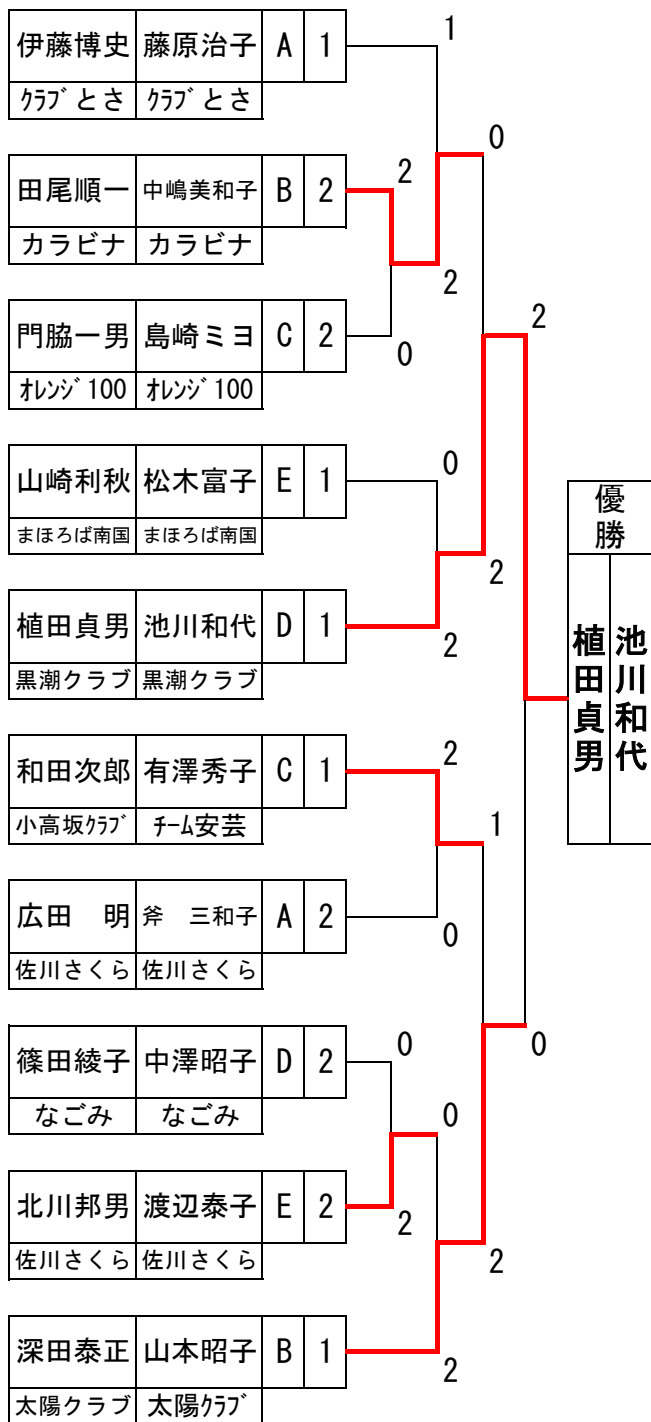 伊藤博史 藤原治子 A 1
ｸﾗﾌﾞとさ ｸﾗﾌﾞとさ
1
0
田尾順一 中嶋美和子 B 2
カラビナ カラビナ
2
2
門脇一男 島崎ミヨ C 2
ｵﾚﾝｼﾞ100 ｵﾚﾝｼﾞ100
0
2
山崎利秋 松木富子 E 1
まほろば南国 まほろば南国
0
2
植田貞男 池川和代 D 1
黒潮クラブ 黒潮クラブ
2
優勝
植田貞男
池川和代
和田次郎 有澤秀子 C 1
小高坂ｸﾗﾌﾞ ﾁｰﾑ安芸
2
1
広田　明 斧　三和子 A 2
佐川さくら 佐川さくら
0
篠田綾子 中澤昭子 D 2
なごみ なごみ
0
0
0
北川邦男 渡辺泰子 E 2
佐川さくら 佐川さくら
2
2
深田泰正 山本昭子 B 1
太陽クラブ 太陽ｸﾗﾌﾞ
2